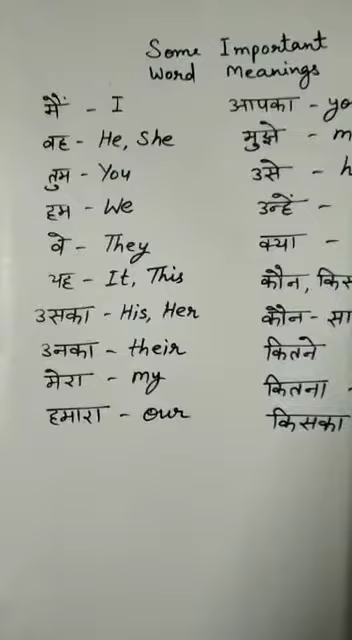 Some Important
Word Meanings
मैं - I
वह - He, She
तुम - You
हम - We
वे - They
यह - It, This
उसका - His, Her
उनका - their
मेरा - my
हमारा - our
आपका - yo
मुझे - m
उसे - h
उन्हें -
क्या -
कौन, किस
कौन - सा
कितने
कितना -
किसका